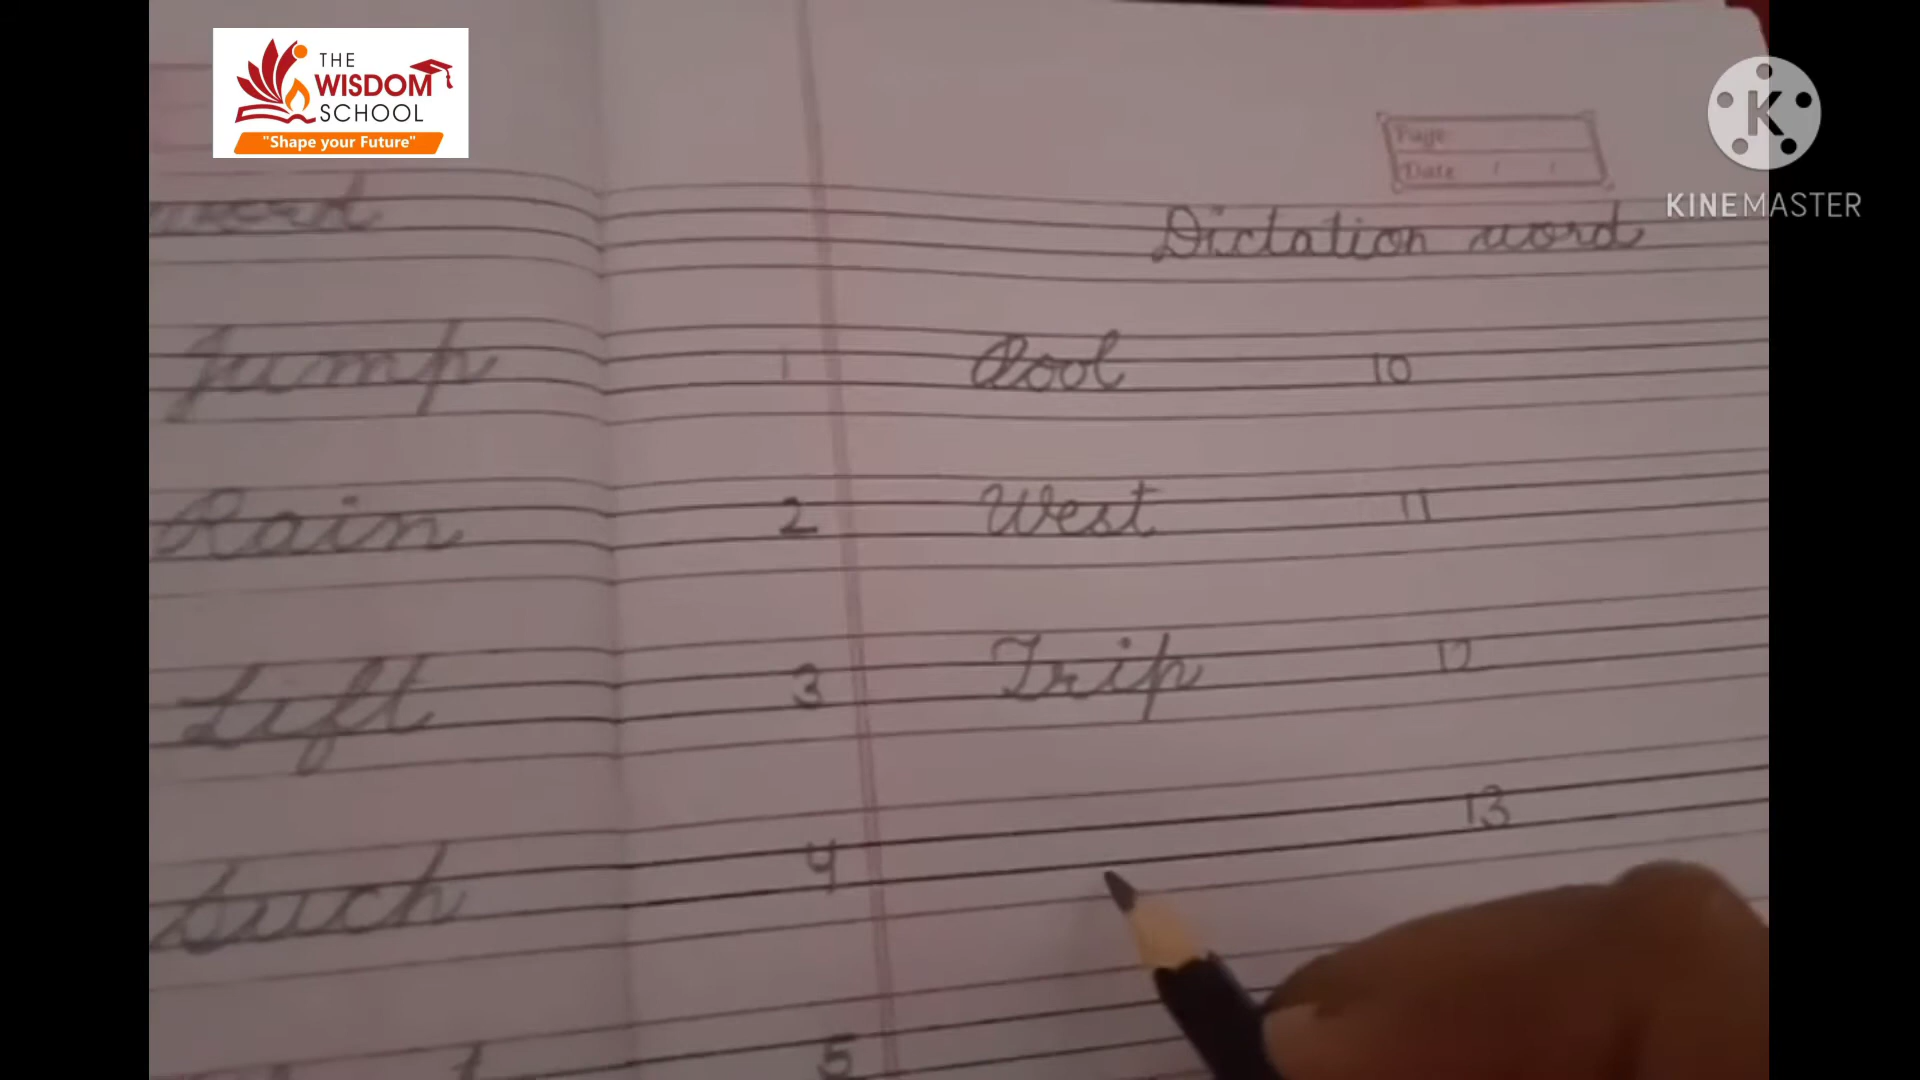 THE
WISDOM
SCHOOL
"Shape your Future"
K
KINEMASTER
Page
Date / /
word
Dictation word
Jump 1 Pool 10
Rain 2 West 11
Lift 3 Trip 12
Such 4 13
5